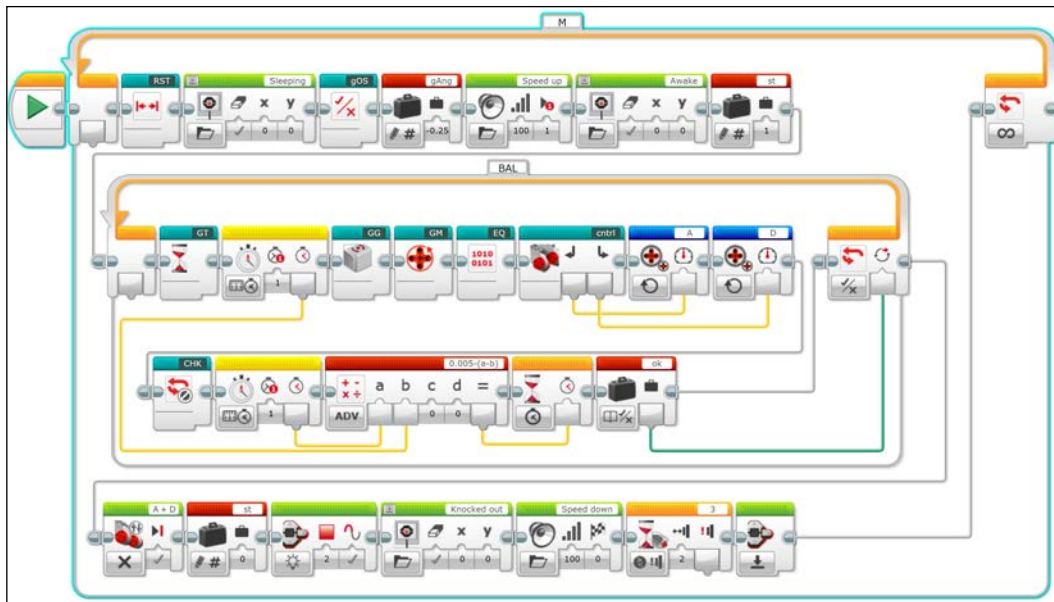 M
RST Sleeping gOS gAng Speed up Awake st
x y x y
0 0 # -0.25 100 1 0 0 # 1
BAL
GT GG GM EQ cntrl A D
1010
0101
1
CHK 0.005-(a-b) ok
a b c d =
1 ADV 0 0
A + D st Knocked out Speed down 3
x y
# 0 2 0 0 100 0 2